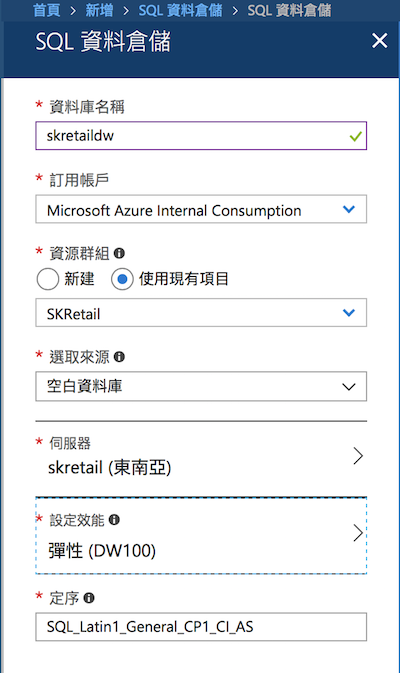 首頁 > 新增 > SQL 資料倉儲 > SQL 資料倉儲
SQL 資料倉儲
* 資料庫名稱
skretaildw
* 訂用帳戶
Microsoft Azure Internal Consumption
* 資源群組
新建 使用現有項目
SKRetail
* 選取來源
空白資料庫
* 伺服器
skretail (東南亞)
* 設定效能
彈性 (DW100)
* 定序
SQL_Latin1_General_CP1_CI_AS